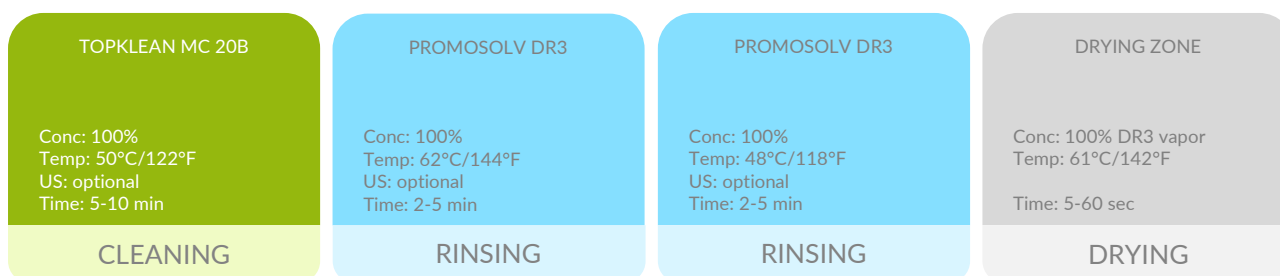 TOPKLEAN MC 20B
Conc: 100%
Temp: 50°C/122°F
US: optional
Time: 5-10 min
CLEANING
PROMOSOLV DR3
Conc: 100%
Temp: 62°C/144°F
US: optional
Time: 2-5 min
RINSING
PROMOSOLV DR3
Conc: 100%
Temp: 48°C/118°F
US: optional
Time: 2-5 min
RINSING
DRYING ZONE
Conc: 100% DR3 vapor
Temp: 61°C/142°F
Time: 5-60 sec
DRYING